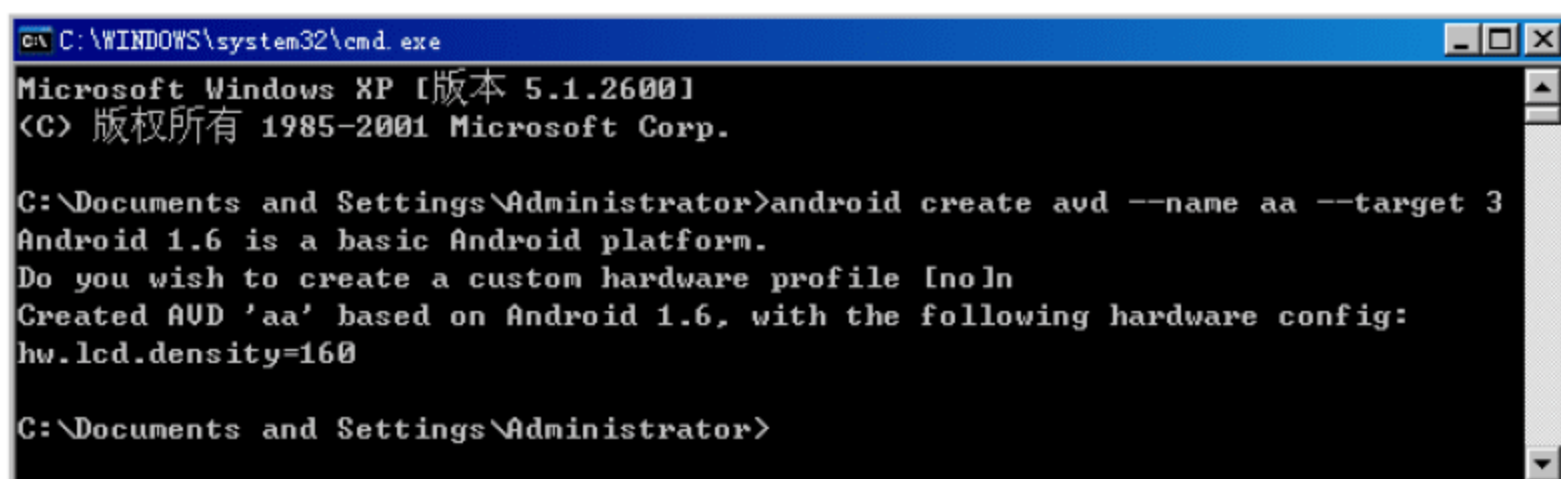 C:\WINDOWS\system32\cmd.exe
Microsoft Windows XP [版本 5.1.2600]
(C) 版权所有 1985-2001 Microsoft Corp.
C:\Documents and Settings\Administrator>android create avd --name aa --target 3
Android 1.6 is a basic Android platform.
Do you wish to create a custom hardware profile [no]n
Created AVD 'aa' based on Android 1.6, with the following hardware config:
hw.lcd.density=160
C:\Documents and Settings\Administrator>